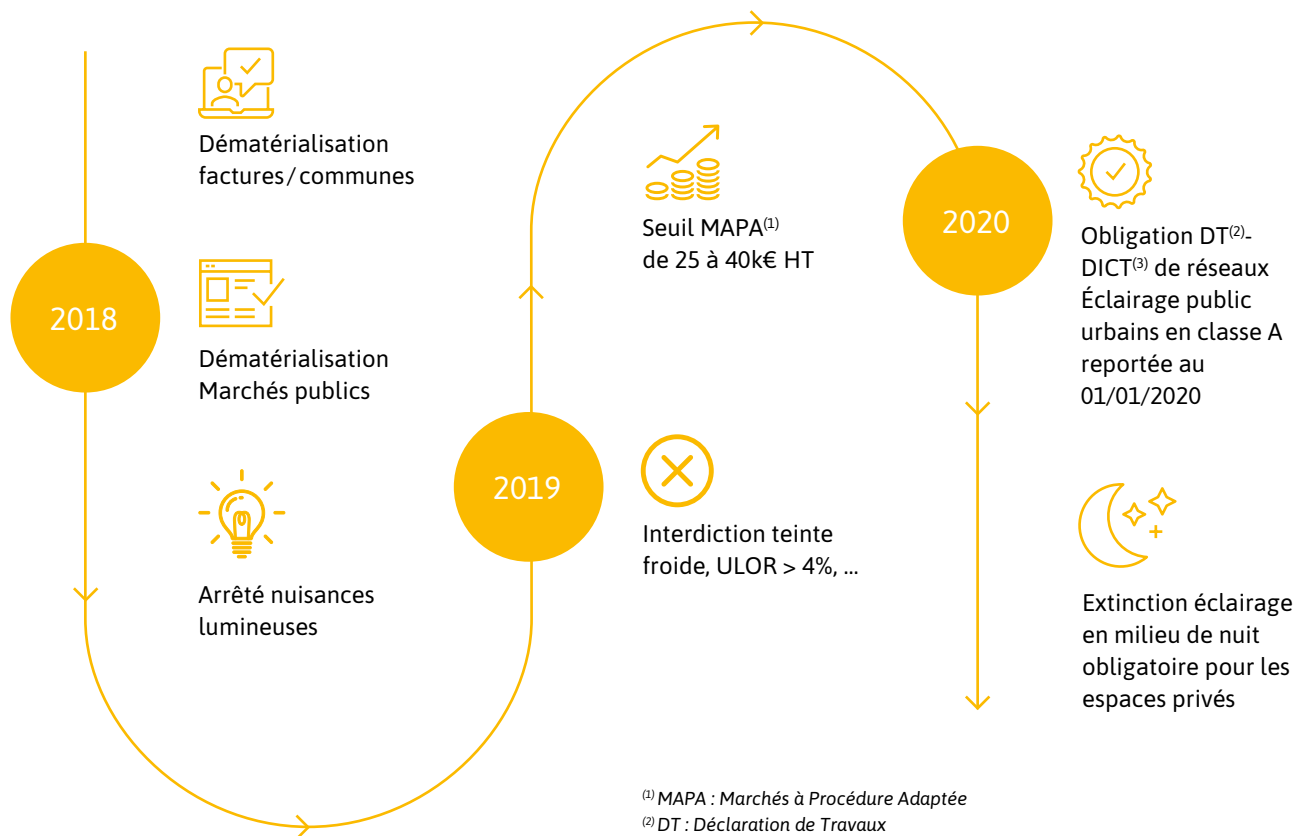 2018
Dématérialisation
factures/communes
Dématérialisation
Marchés publics
Arrêté nuisances
lumineuses
2019
Seuil MAPA⁽¹⁾
de 25 à 40k€ HT
Interdiction teinte
froide, ULOR > 4%, ...
2020
Obligation DT⁽²⁾-
DICT⁽³⁾ de réseaux
Éclairage public
urbains en classe A
reportée au
01/01/2020
Extinction éclairage
en milieu de nuit
obligatoire pour les
espaces privés
⁽¹⁾ MAPA : Marchés à Procédure Adaptée
⁽²⁾ DT : Déclaration de Travaux